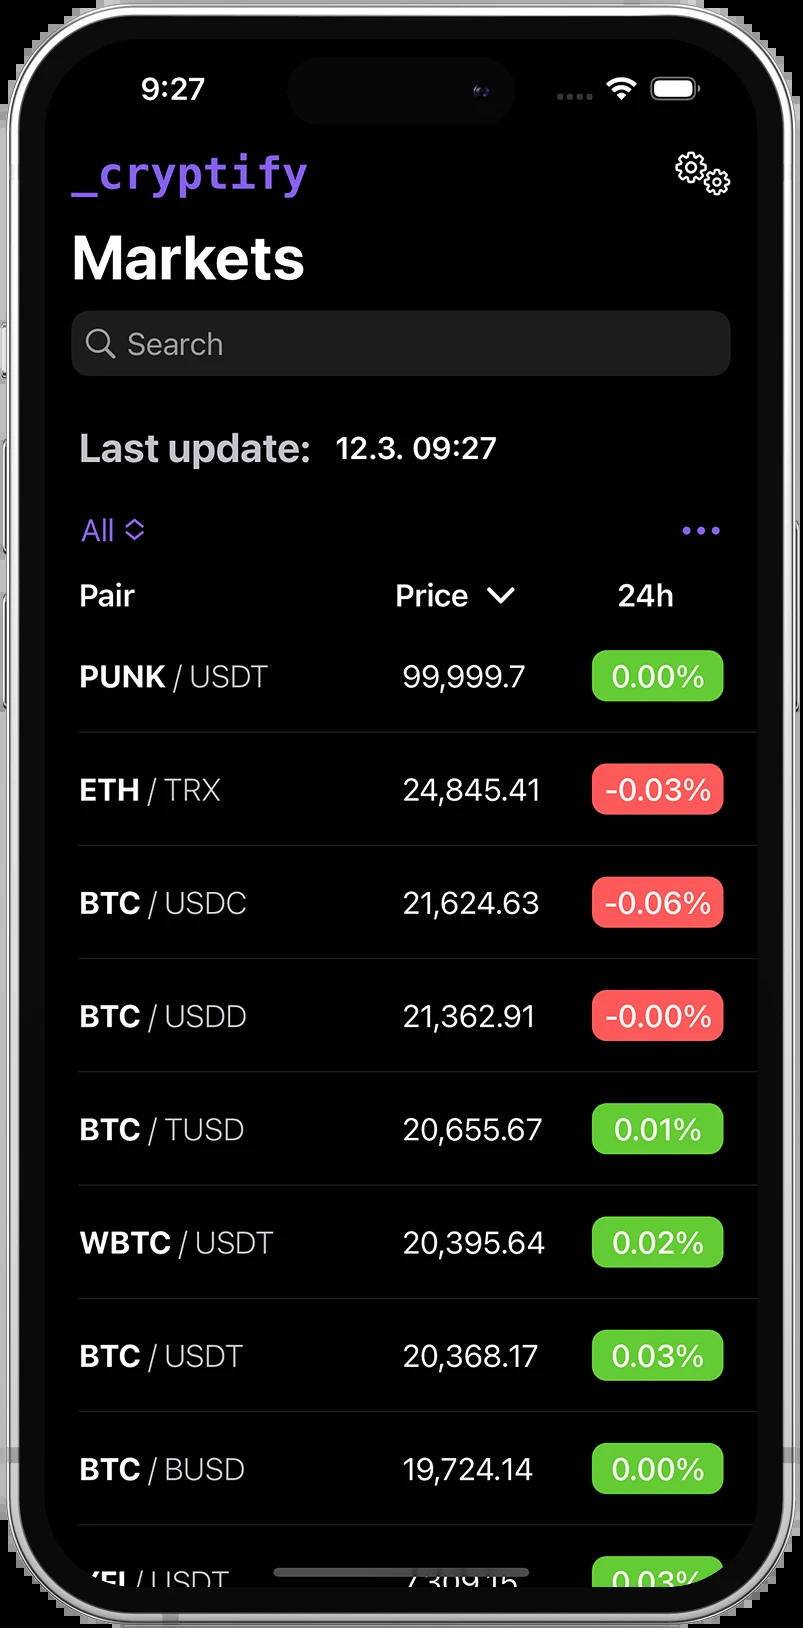 9:27
_cryptify
Markets
Search
Last update: 12.3. 09:27
All
Pair Price 24h
PUNK / USDT 99,999.7 0.00%
ETH / TRX 24,845.41 -0.03%
BTC / USDC 21,624.63 -0.06%
BTC / USDD 21,362.91 -0.00%
BTC / TUSD 20,655.67 0.01%
WBTC / USDT 20,395.64 0.02%
BTC / USDT 20,368.17 0.03%
BTC / BUSD 19,724.14 0.00%
/ USDT 0.03%